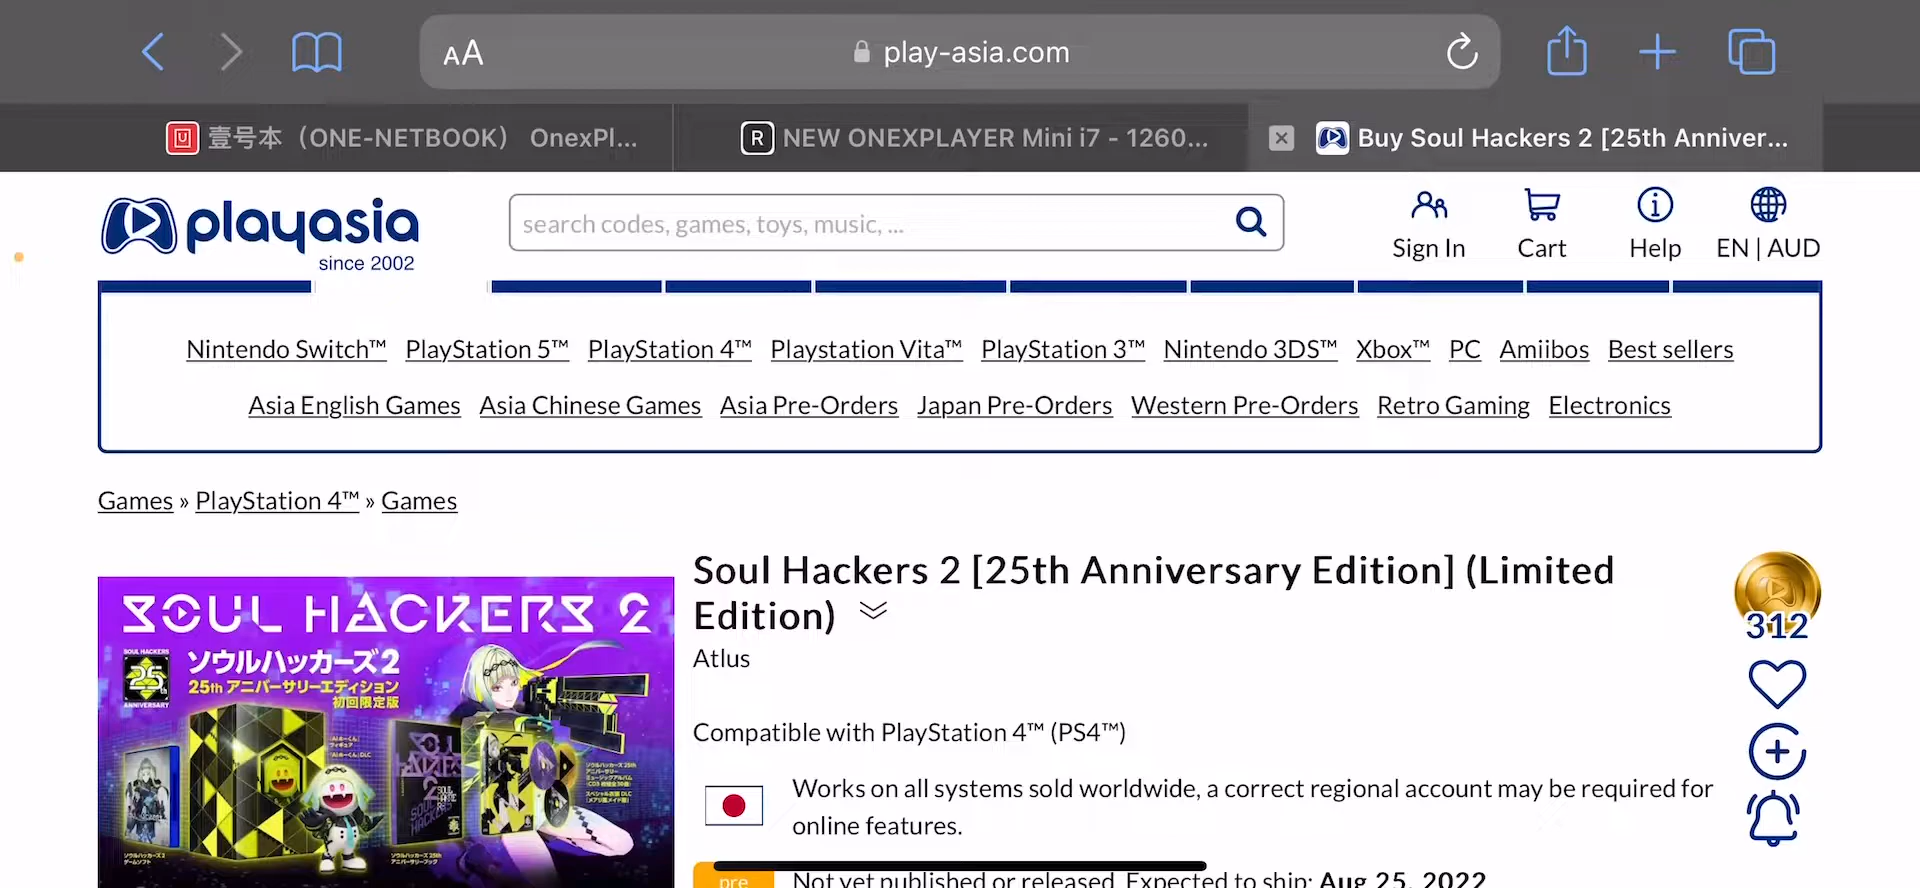 AA
play-asia.com
壹号本（ONE-NETBOOK） OnexPl...
NEW ONEXPLAYER Mini i7 - 1260...
Buy Soul Hackers 2 [25th Anniver...
playasia
since 2002
search codes, games, toys, music, ...
Sign In
Cart
Help
EN | AUD
Nintendo Switch™ PlayStation 5™ PlayStation 4™ Playstation Vita™ PlayStation 3™ Nintendo 3DS™ Xbox™ PC Amiibos Best sellers
Asia English Games Asia Chinese Games Asia Pre-Orders Japan Pre-Orders Western Pre-Orders Retro Gaming Electronics
Games » PlayStation 4™ » Games
SOUL HACKERS 2
SOUL HACKERS
25th
ANNIVERSARY
ソウルハッカーズ2
25th アニバーサリーエディション
初回限定版
Soul Hackers 2 [25th Anniversary Edition] (Limited
Edition)
Atlus
312
Compatible with PlayStation 4™ (PS4™)
Works on all systems sold worldwide, a correct regional account may be required for
online features.
pre
Not yet published or released. Expected to ship: Aug 25, 2022